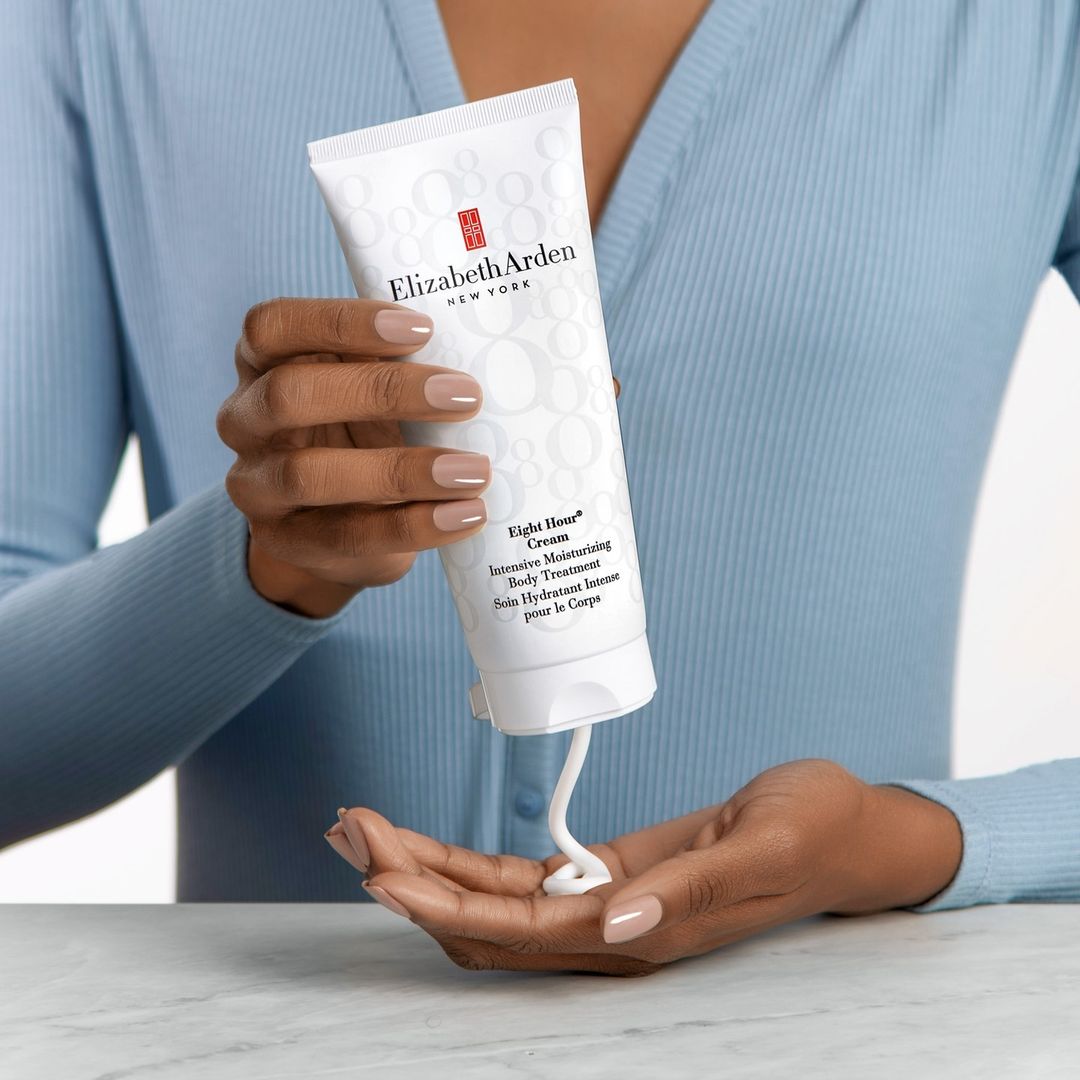 ElizabethArden
NEW YORK
Eight Hour®
Cream
Intensive Moisturizing
Body Treatment
Soin Hydratant Intense
pour le Corps